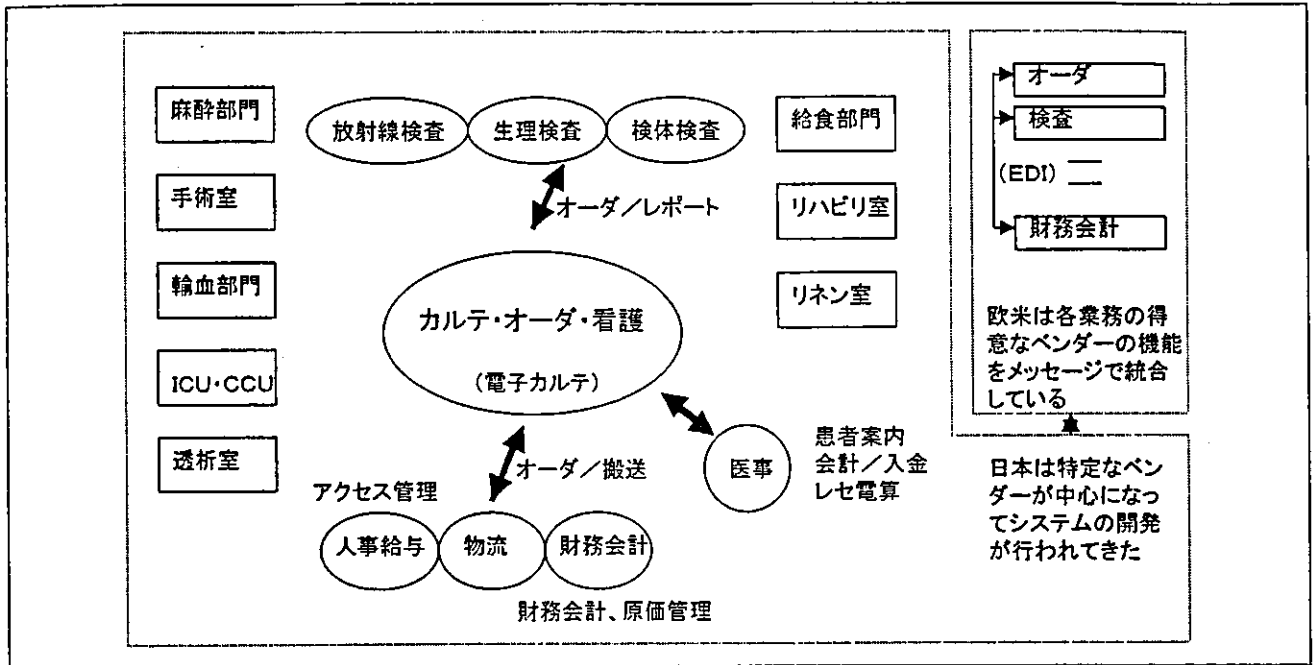 麻酔部門
手術室
輸血部門
ICU・CCU
透析室
放射線検査
生理検査
検体検査
オーダ／レポート
カルテ・オーダ・看護
(電子カルテ)
オーダ／搬送
アクセス管理
人事給与
物流
財務会計
財務会計、原価管理
医事
患者案内
会計／入金
レセ電算
給食部門
リハビリ室
リネン室
オーダ
検査
(EDI)
財務会計
欧米は各業務の得
意なベンダーの機能
をメッセージで統合
している
日本は特定なベン
ダーが中心になっ
てシステムの開発
が行われてきた